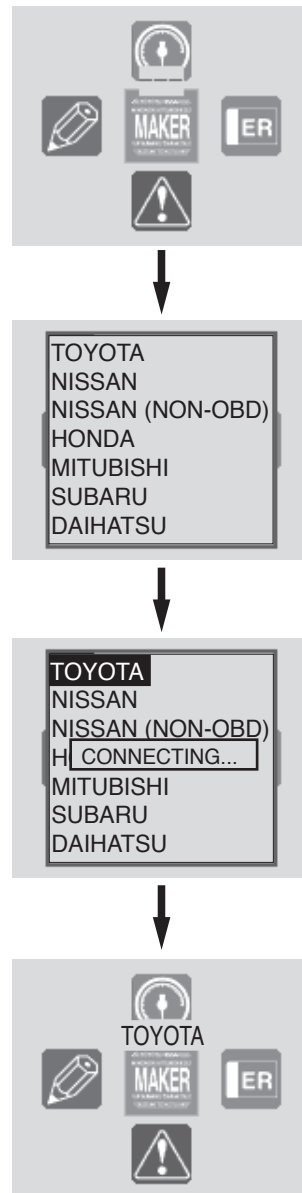 MAKER
ER
TOYOTA
NISSAN
NISSAN (NON-OBD)
HONDA
MITUBISHI
SUBARU
DAIHATSU
TOYOTA
NISSAN
NISSAN (NON-OBD)
H CONNECTING...
MITUBISHI
SUBARU
DAIHATSU
TOYOTA
MAKER
ER